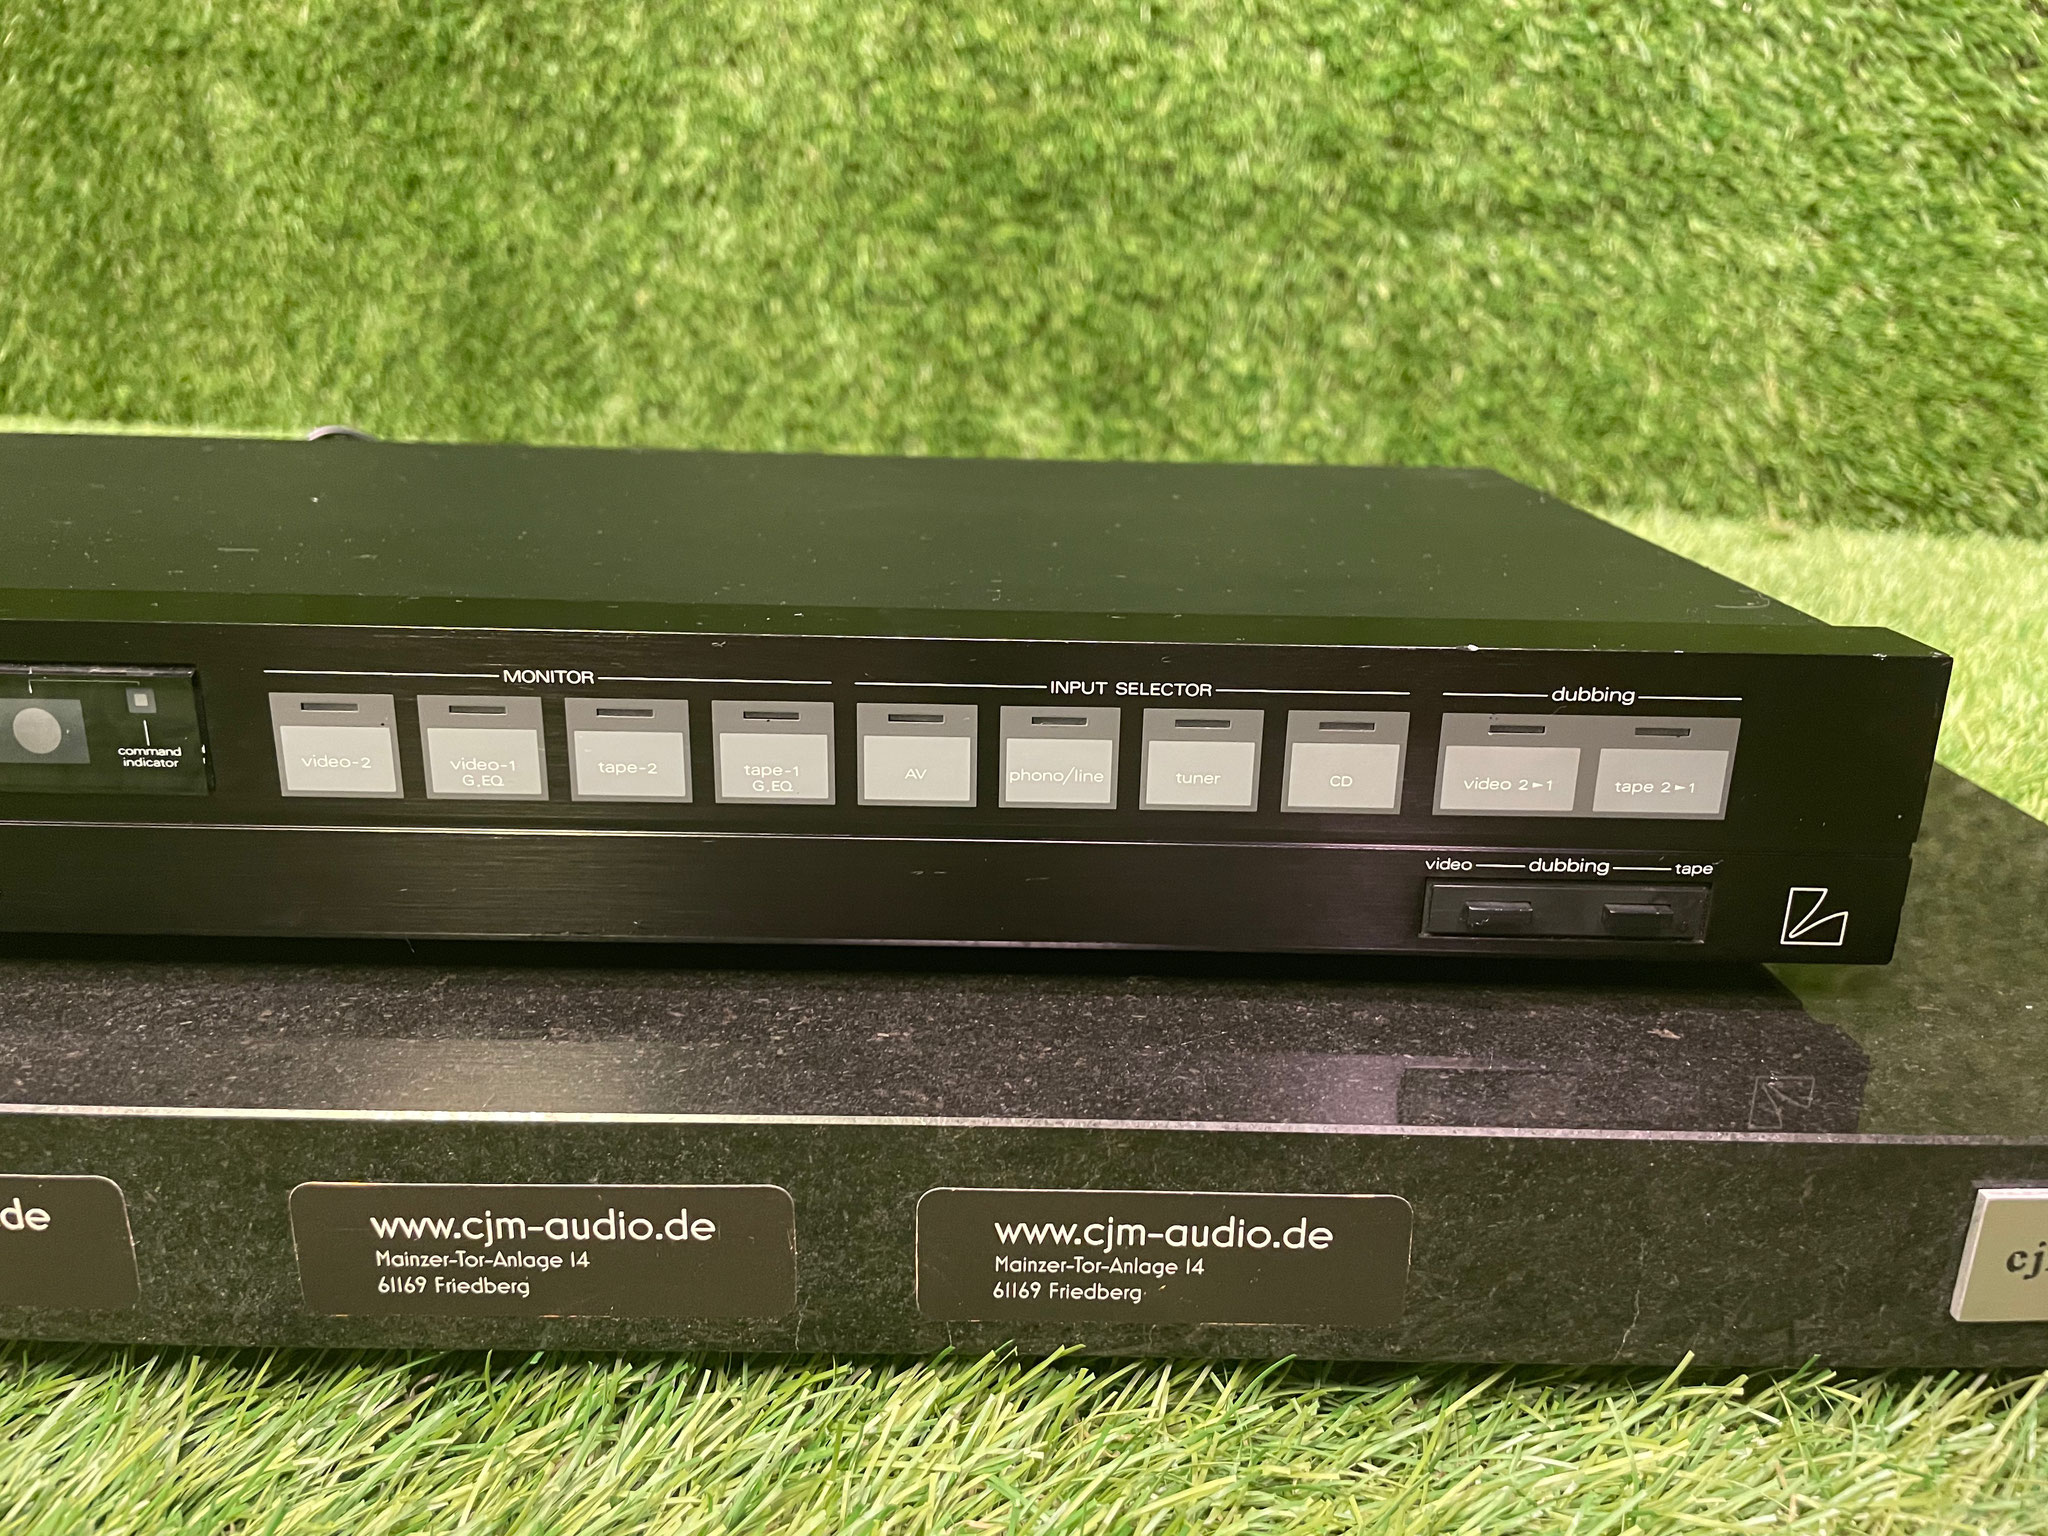 MONITOR
INPUT SELECTOR
dubbing
command
indicator
video-2
video-1
G.EQ
tape-2
tape-1
G.EQ
AV
phono/line
tuner
CD
video 2►1
tape 2►1
video dubbing tape
.de
www.cjm-audio.de
Mainzer-Tor-Anlage 14
61169 Friedberg
www.cjm-audio.de
Mainzer-Tor-Anlage 14
61169 Friedberg